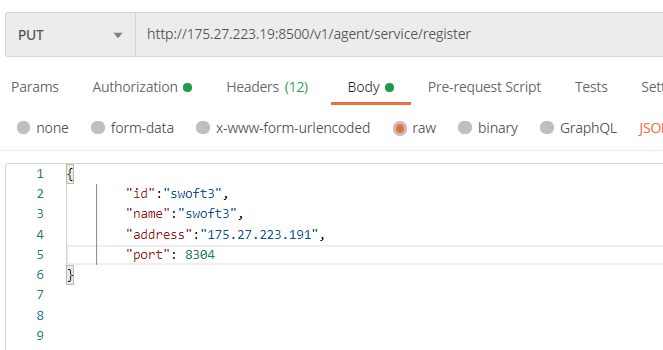 PUT http://175.27.223.19:8500/v1/agent/service/register
Params Authorization Headers (12) Body Pre-request Script Tests Sett
none form-data x-www-form-urlencoded raw binary GraphQL JSO
1 {
2 "id":"swoft3",
3 "name":"swoft3",
4 "address":"175.27.223.191",
5 "port": 8304
6 }
7
8
9